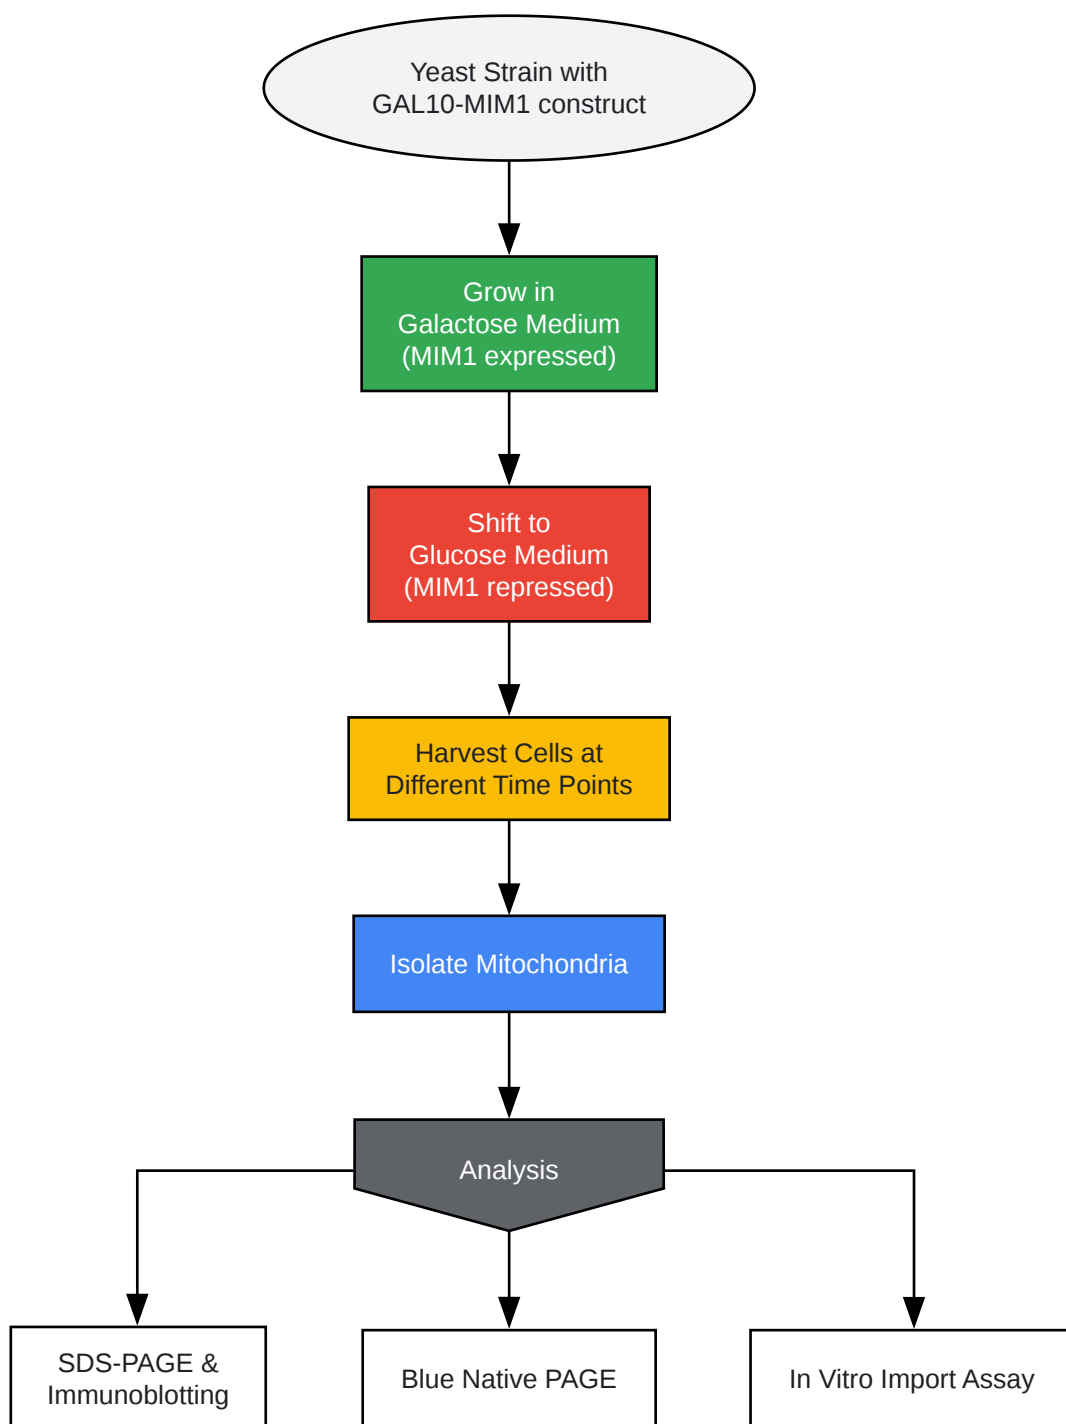 Yeast Strain with
GAL10-MIM1 construct
Grow in
Galactose Medium
(MIM1 expressed)
Shift to
Glucose Medium
(MIM1 repressed)
Harvest Cells at
Different Time Points
Isolate Mitochondria
Analysis
SDS-PAGE &
Immunoblotting
Blue Native PAGE
In Vitro Import Assay